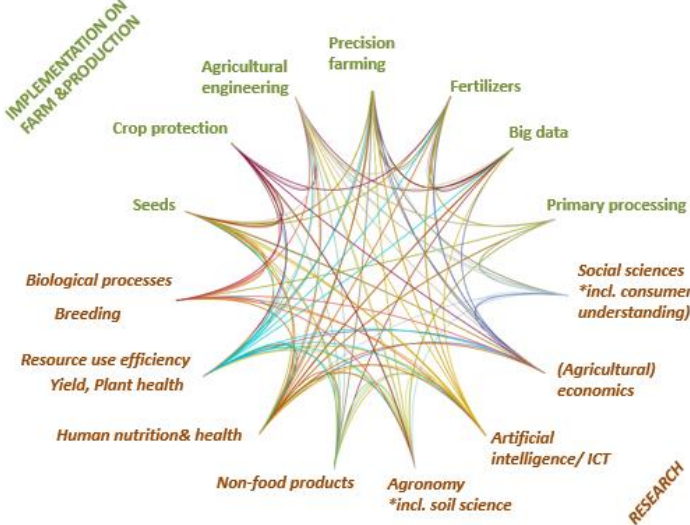 IMPLEMENTATION ON
FARM &PRODUCTION
Precision
farming
Agricultural
engineering
Fertilizers
Crop protection
Big data
Seeds
Primary processing
Biological processes
Breeding
Social sciences
*incl. consumer
understanding)
Resource use efficiency
Yield, Plant health
(Agricultural)
economics
Human nutrition& health
Artificial
intelligence/ ICT
Non-food products
Agronomy
*incl. soil science
RESEARCH